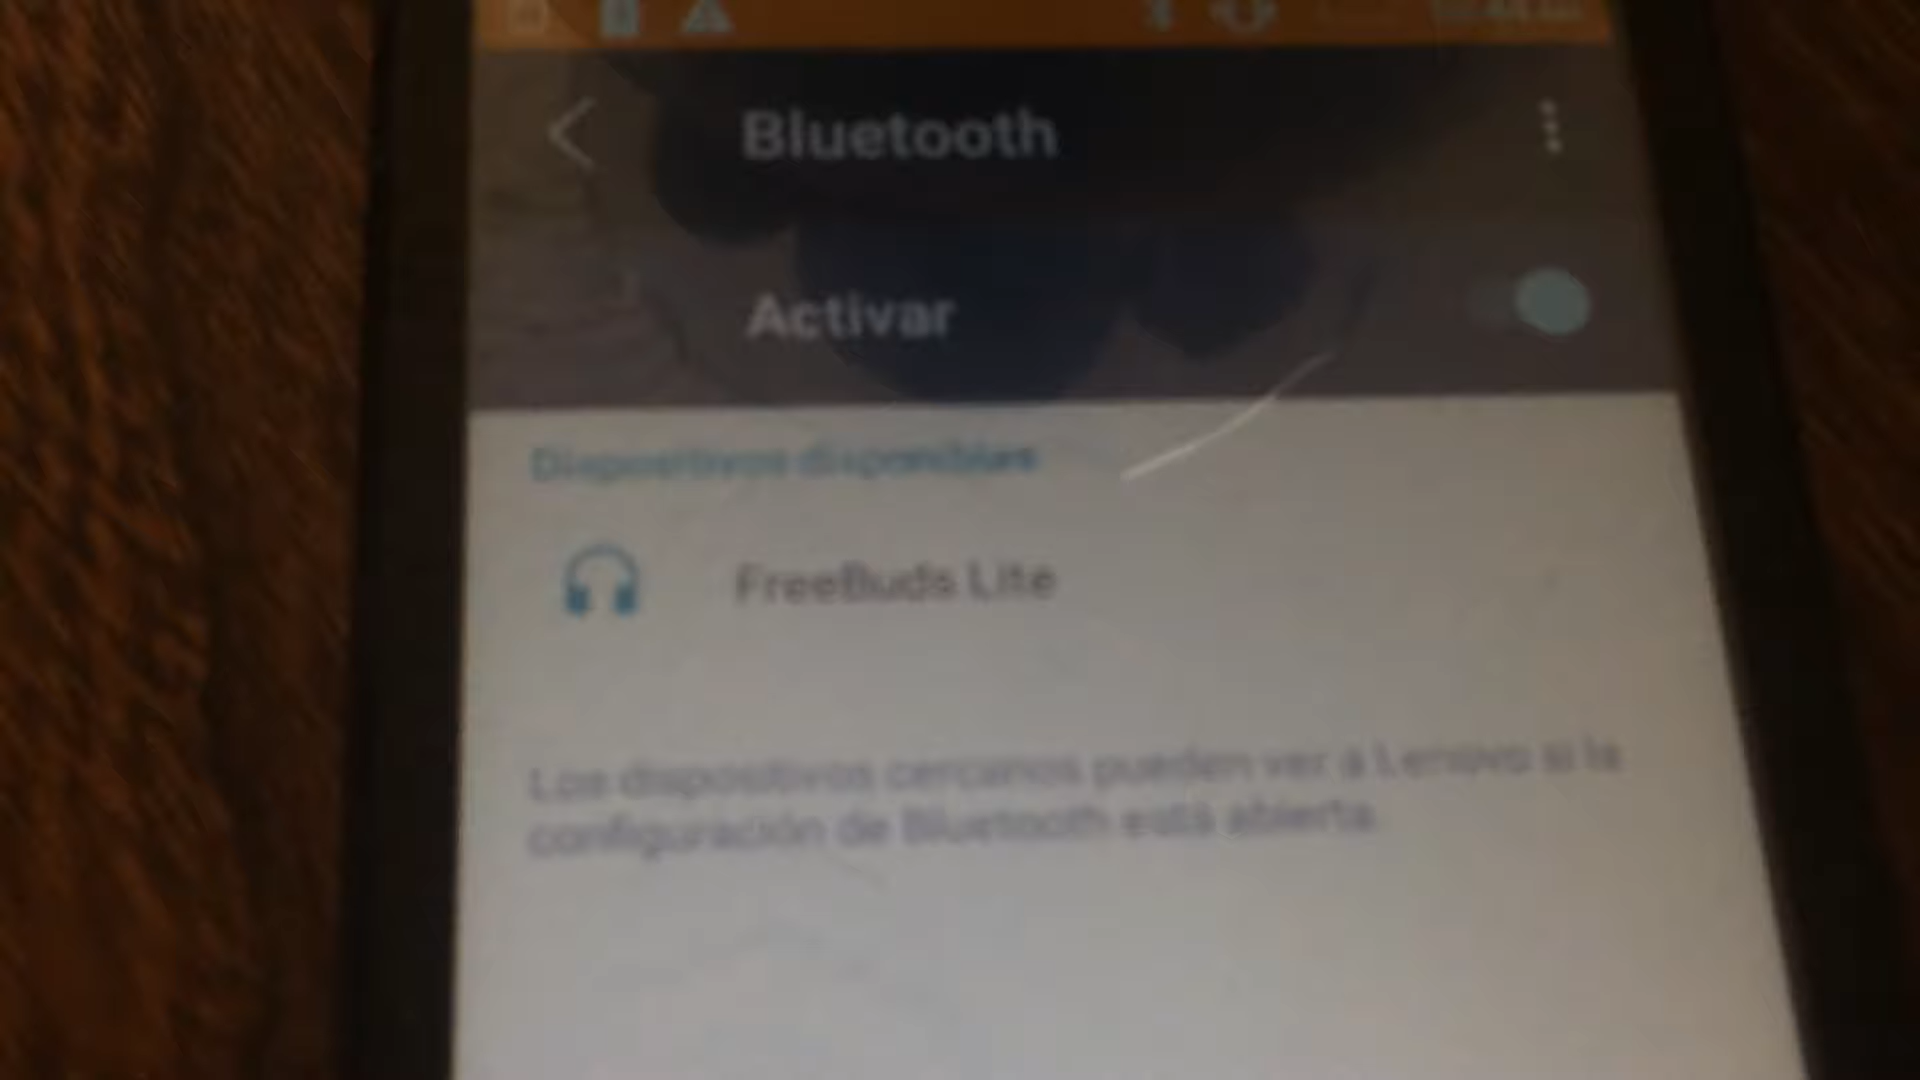 Bluetooth
Activar
Dispositivos disponibles
FreeBuds Lite
Los dispositivos cercanos pueden ver a Lenovo si la
configuración de Bluetooth está abierta.